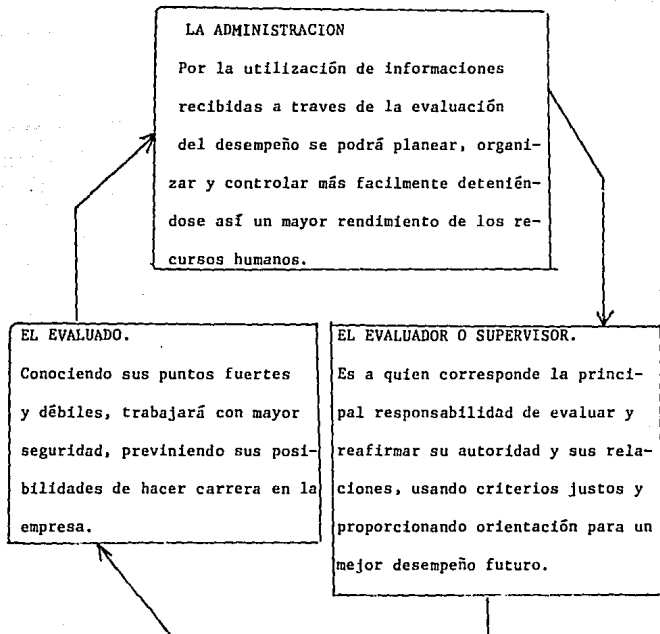 LA ADMINISTRACION
Por la utilización de informaciones
recibidas a traves de la evaluación
del desempeño se podrá planear, organi-
zar y controlar más facilmente detenién-
dose así un mayor rendimiento de los re-
cursos humanos.
EL EVALUADO.
Conociendo sus puntos fuertes
y débiles, trabajará con mayor
seguridad, previniendo sus posi-
bilidades de hacer carrera en la
empresa.
EL EVALUADOR O SUPERVISOR.
Es a quien corresponde la princi-
pal responsabilidad de evaluar y
reafirmar su autoridad y sus rela-
ciones, usando criterios justos y
proporcionando orientación para un
mejor desempeño futuro.